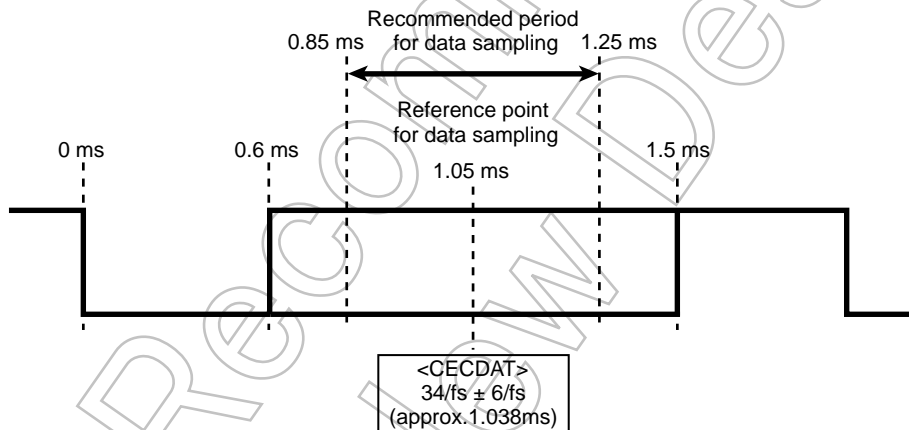 Recommended period
for data sampling
0.85 ms
1.25 ms
Reference point
for data sampling
0 ms
0.6 ms
1.05 ms
1.5 ms
<CECDAT>
34/fs ± 6/fs
(approx.1.038ms)